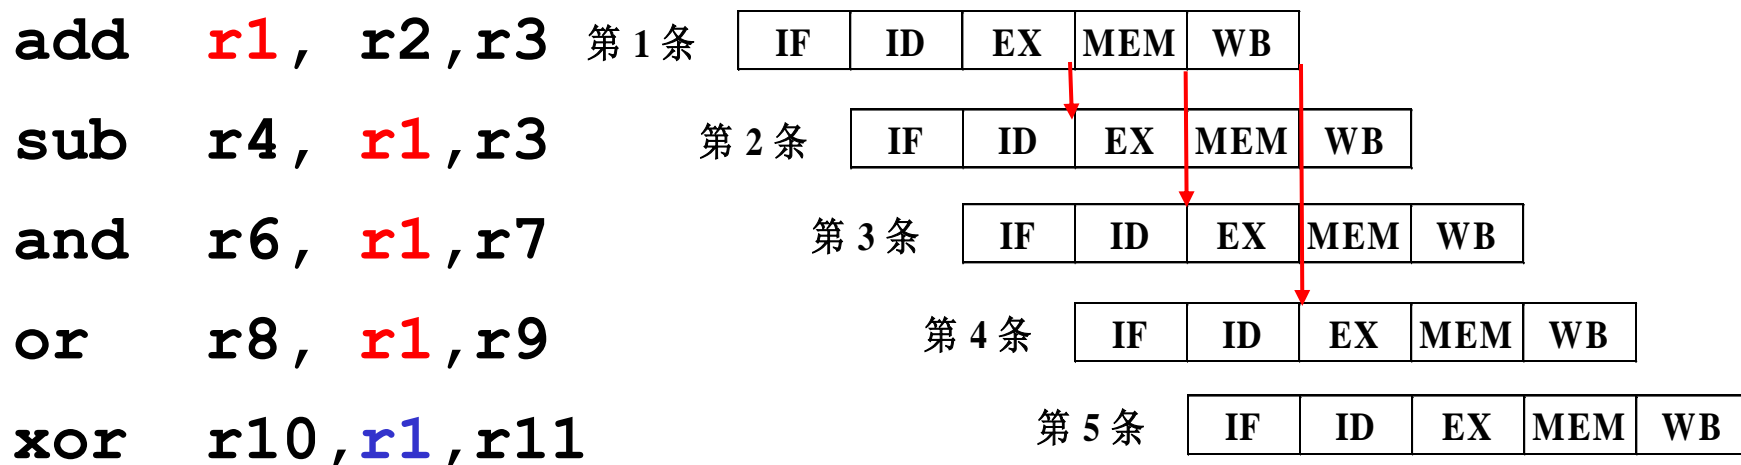 add r1, r2,r3 第1条 IF ID EX MEM WB
sub r4, r1,r3 第2条 IF ID EX MEM WB
and r6, r1,r7 第3条 IF ID EX MEM WB
or r8, r1,r9 第4条 IF ID EX MEM WB
xor r10,r1,r11 第5条 IF ID EX MEM WB